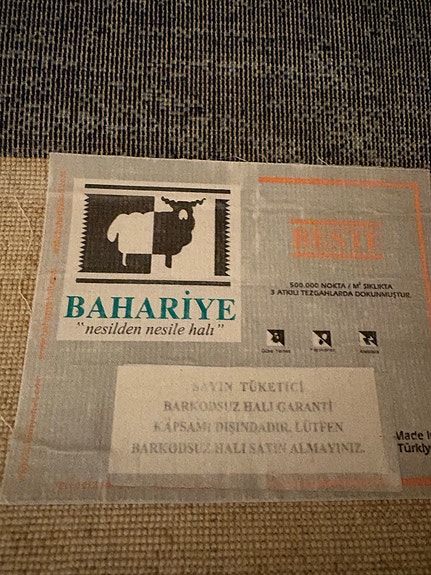 BAHARİYE
"nesilden nesile halı"
BESTE
500.000 NOKTA / M² SIKLIKTA
3 ATKILI TEZGAHLARDA DOKUNMUŞTUR.
SAYIN TÜKETİCİ
BARKODSUZ HALI GARANTİ
KAPSAMI DIŞINDADIR. LÜTFEN
BARKODSUZ HALI SATIN ALMAYINIZ.
Made
Türkiy